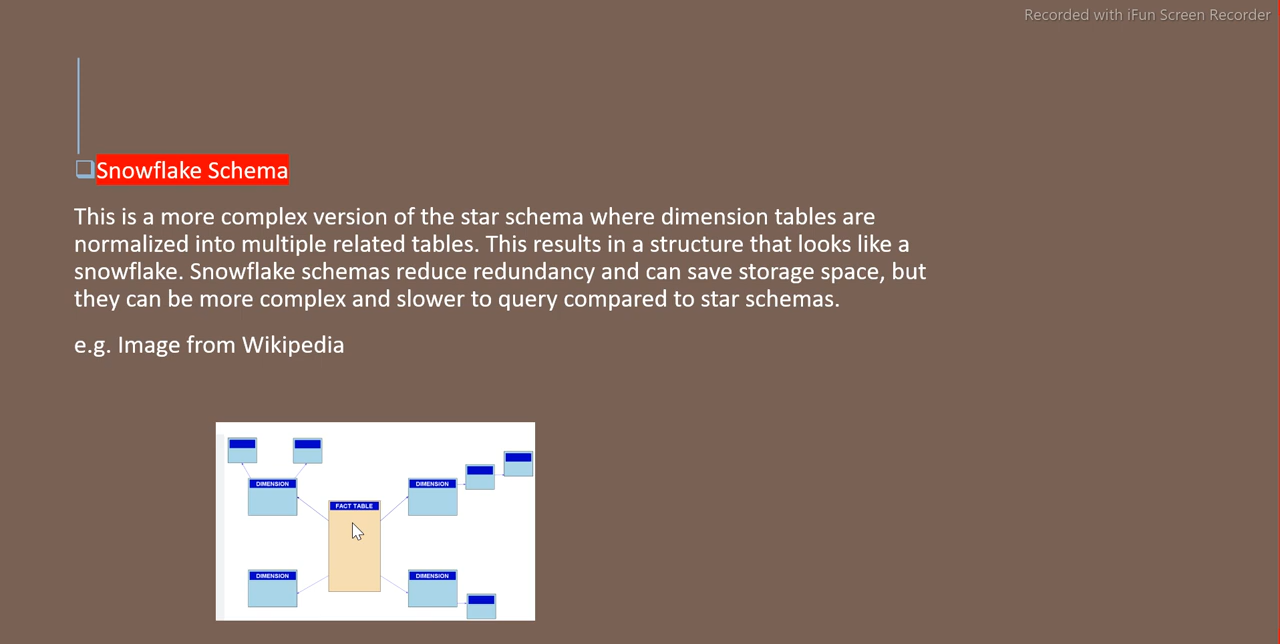 Recorded with iFun Screen Recorder
Snowflake Schema
This is a more complex version of the star schema where dimension tables are
normalized into multiple related tables. This results in a structure that looks like a
snowflake. Snowflake schemas reduce redundancy and can save storage space, but
they can be more complex and slower to query compared to star schemas.
e.g. Image from Wikipedia
DIMENSION
DIMENSION
FACT TABLE
DIMENSION
DIMENSION